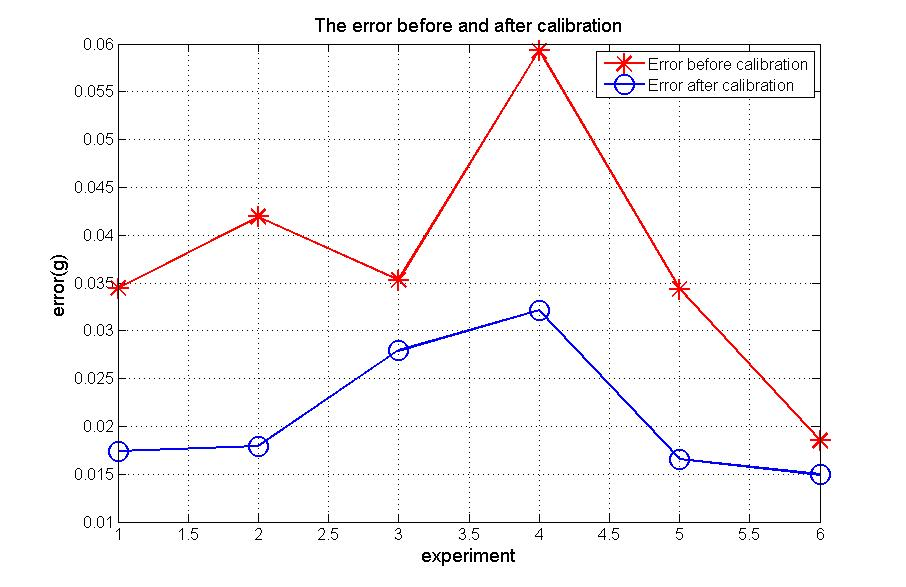 The error before and after calibration
Error before calibration
Error after calibration
0.06
0.055
0.05
0.045
0.04
0.035
0.03
0.025
0.02
0.015
0.01
error(g)
1 1.5 2 2.5 3 3.5 4 4.5 5 5.5 6
experiment